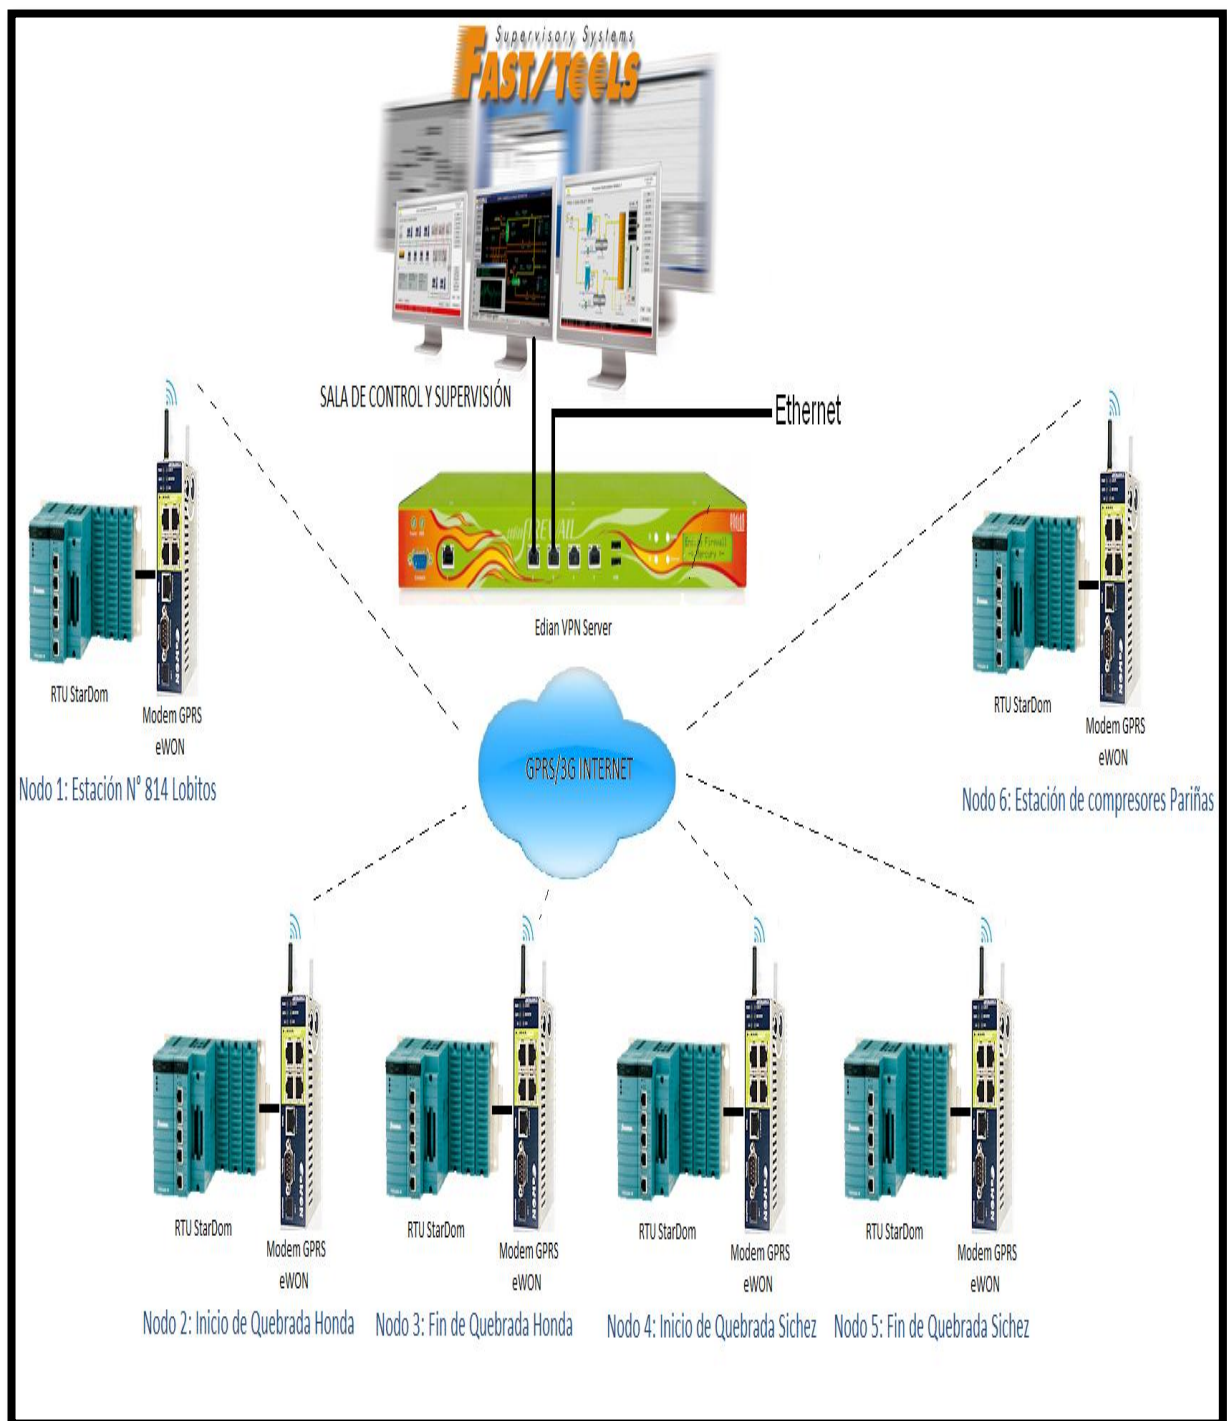 Supervisory Systems
FAST/TOOLS
SALA DE CONTROL Y SUPERVISIÓN
Ethernet
FIREWALL
Edian VPN Server
RTU StarDom
Modem GPRS
eWON
Nodo 1: Estación N° 814 Lobitos
GPRS/3G INTERNET
RTU StarDom
Modem GPRS
eWON
Nodo 6: Estación de compresores Pariñas
RTU StarDom
Modem GPRS
eWON
Nodo 2: Inicio de Quebrada Honda
RTU StarDom
Modem GPRS
eWON
Nodo 3: Fin de Quebrada Honda
RTU StarDom
Modem GPRS
eWON
Nodo 4: Inicio de Quebrada Sichez
RTU StarDom
Modem GPRS
eWON
Nodo 5: Fin de Quebrada Sichez